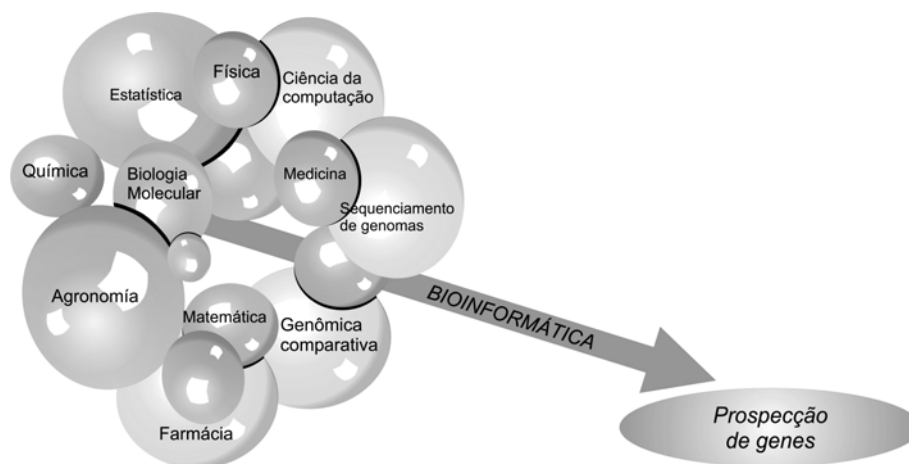 Física
Ciência da
computação
Estatística
Química
Biologia
Molecular
Medicina
Sequenciamento
de genomas
Agronomía
Matemática
Genômica
comparativa
Farmácia
BIOINFORMÁTICA
Prospecção
de genes